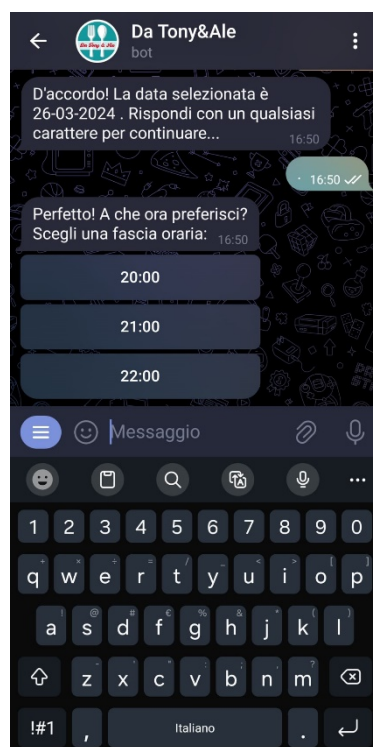 Da Tony&Ale
bot
D'accordo! La data selezionata è
26-03-2024 . Rispondi con un qualsiasi
carattere per continuare...
16:50
. 16:50
Perfetto! A che ora preferisci?
Scegli una fascia oraria: 16:50
20:00
21:00
22:00
Messaggio
1 2 3 4 5 6 7 8 9 0
q w e r t y u i o p
a s d f g h j k l
z x c v b n m
!#1 , Italiano .